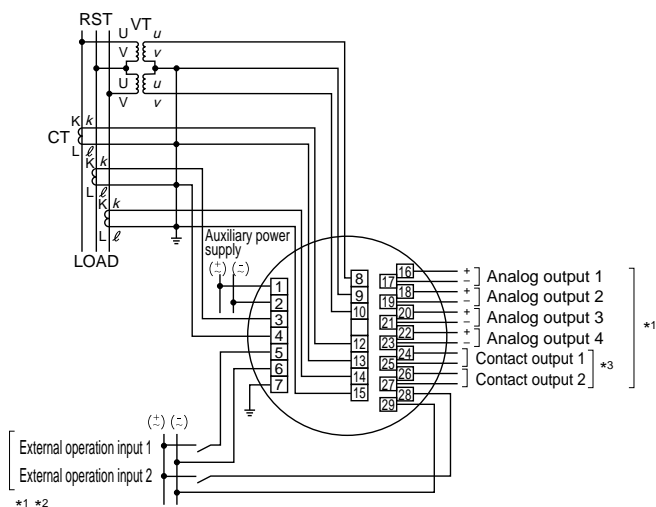 RST
VT
U u
V v
U u
V v
K k
CT
L ℓ
K k
L ℓ
K k
L ℓ
LOAD
Auxiliary power
supply
(+~) (-~)
1
2
3
4
5
6
7
8
9
10
12
13
14
15
16
17
18
19
20
21
22
23
24
25
26
27
28
29
+ Analog output 1
−
+ Analog output 2
−
+ Analog output 3
−
+ Analog output 4
−
Contact output 1
Contact output 2
*3
*1
(+~) (-~)
External operation input 1
External operation input 2
*1 *2